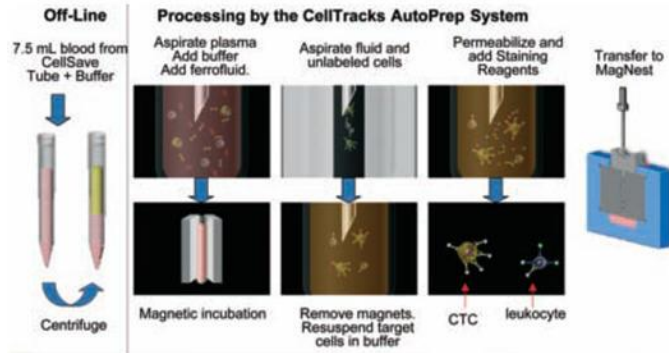 Off-Line
Processing by the CellTracks AutoPrep System
7.5 mL blood from
CellSave
Tube + Buffer
Aspirate plasma
Add buffer
Add ferrofluid.
Aspirate fluid and
unlabeled cells
Permeabilize and
add Staining
Reagents
Transfer to
MagNest
Centrifuge
Magnetic incubation
Remove magnets.
Resuspend target
cells in buffer
CTC
leukocyte